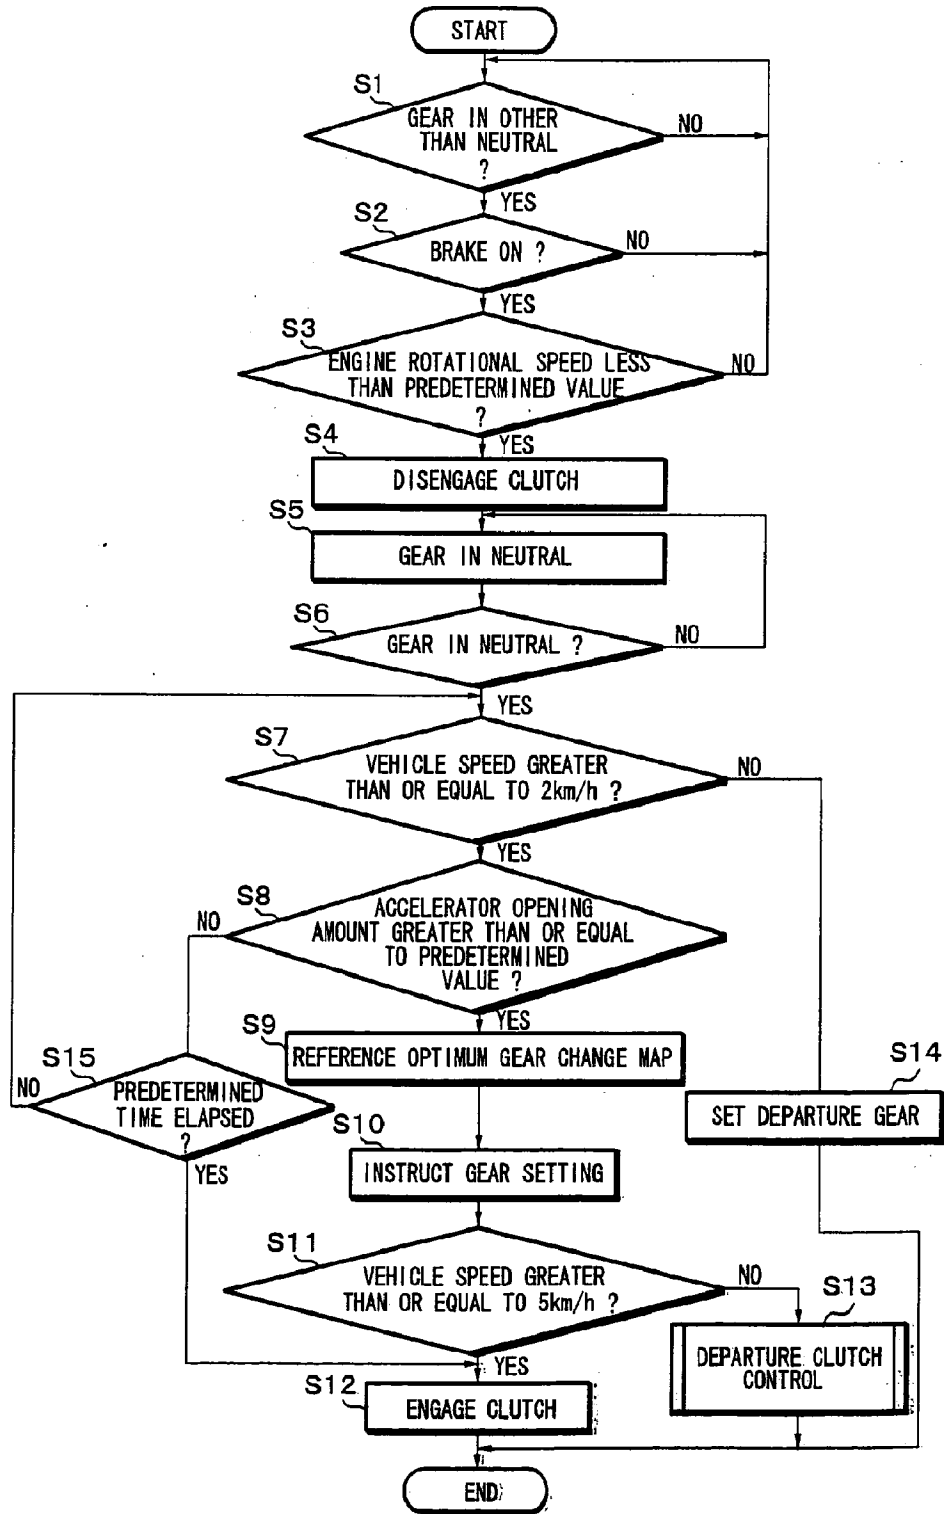 START
S1
GEAR IN OTHER
THAN NEUTRAL
?
NO
YES
S2
BRAKE ON ?
NO
YES
S3
ENGINE ROTATIONAL SPEED LESS
THAN PREDETERMINED VALUE
?
NO
YES
S4
DISENGAGE CLUTCH
S5
GEAR IN NEUTRAL
S6
GEAR IN NEUTRAL ?
NO
YES
S7
VEHICLE SPEED GREATER
THAN OR EQUAL TO 2km/h ?
NO
YES
S8
ACCELERATOR OPENING
AMOUNT GREATER THAN OR EQUAL
TO PREDETERMINED
VALUE ?
NO
YES
S9
REFERENCE OPTIMUM GEAR CHANGE MAP
S15
PREDETERMINED
TIME ELAPSED
?
NO
YES
S14
SET DEPARTURE GEAR
S10
INSTRUCT GEAR SETTING
S11
VEHICLE SPEED GREATER
THAN OR EQUAL TO 5km/h ?
NO
YES
S13
DEPARTURE CLUTCH
CONTROL
S12
ENGAGE CLUTCH
END